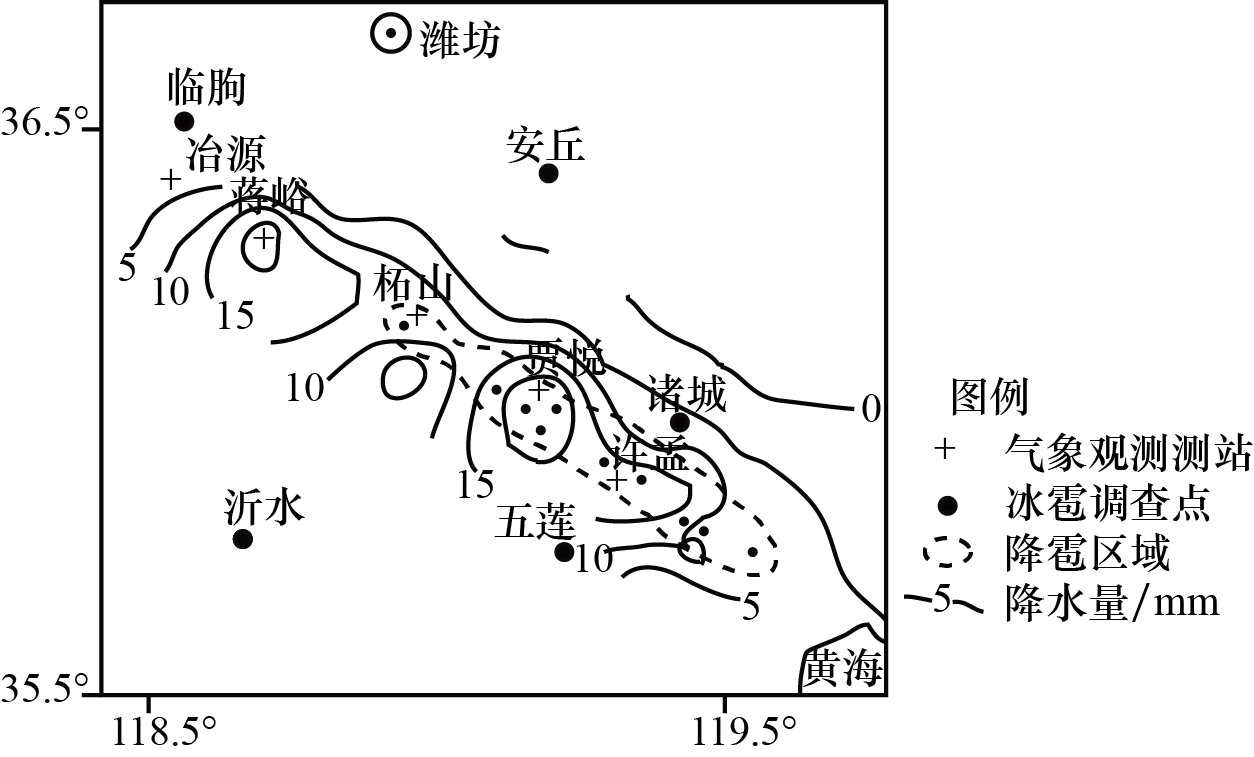 潍坊
临朐
36.5°
安丘
冶源
蒋峪
5
10
15
柘山
贾悦
10
诸城
0
图例
+ 气象观测测站
许孟
15
冰雹调查点
沂水
五莲
10
降雹区域
5
5 降水量/mm
黄海
35.5°
118.5°
119.5°